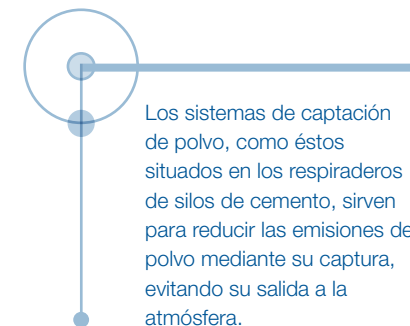 Los sistemas de captación
de polvo, como éstos
situados en los respiraderos
de silos de cemento, sirven
para reducir las emisiones de
polvo mediante su captura,
evitando su salida a la
atmósfera.